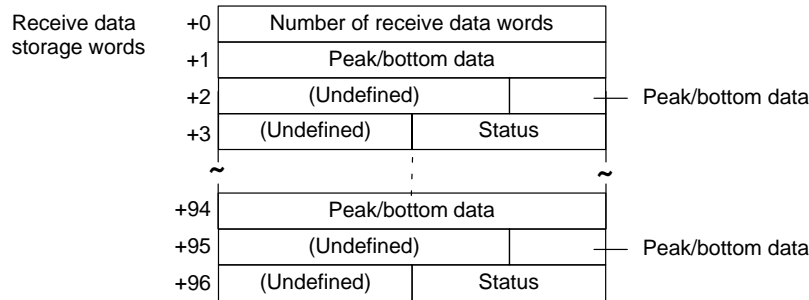 Receive data storage words
+0 Number of receive data words
+1 Peak/bottom data
+2 (Undefined) Peak/bottom data
+3 (Undefined) Status
~ ~
+94 Peak/bottom data
+95 (Undefined) Peak/bottom data
+96 (Undefined) Status